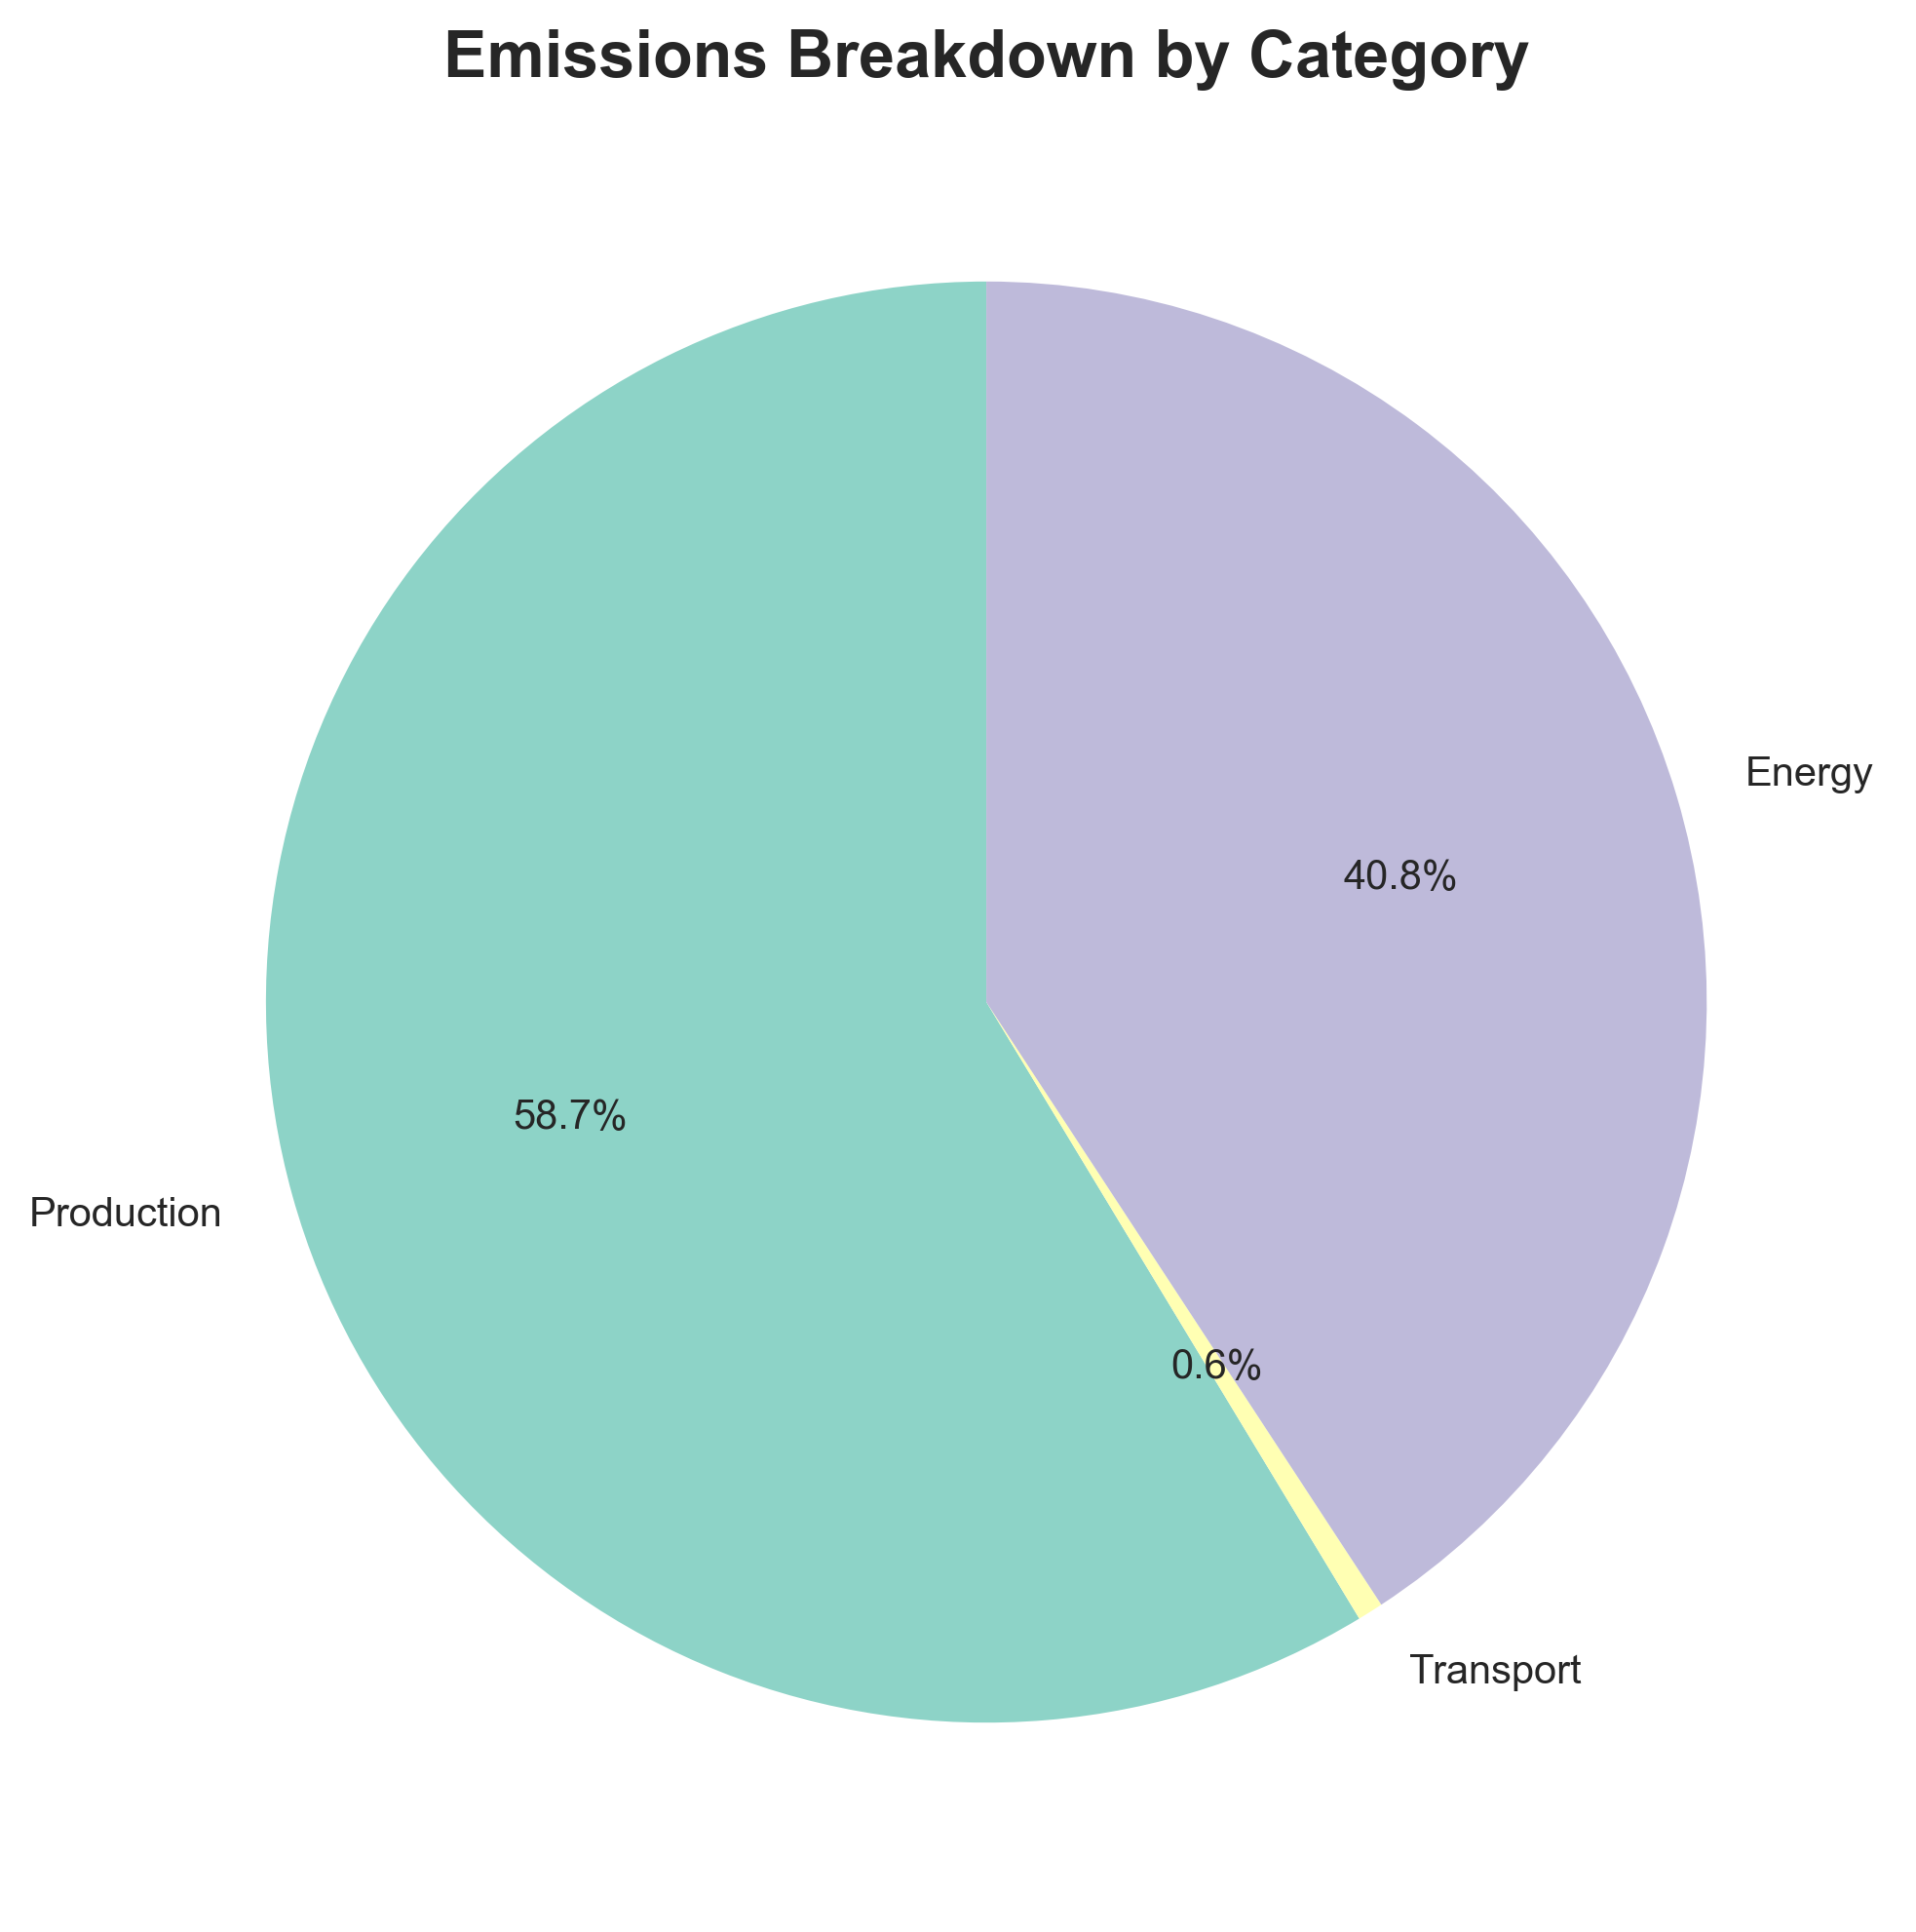 Emissions Breakdown by Category
Energy
40.8%
58.7%
Production
0.6%
Transport